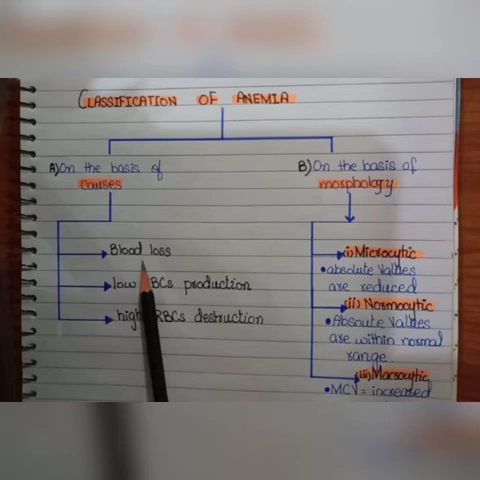 CLASSIFICATION OF ANEMIA
A) On the basis of
causes
Blood loss
low RBCs production
high RBCs destruction
B) On the basis of
morphology
i) Microcytic
• absolute values
are reduced
(ii) Normocytic
• Absoute values
are within normal
range
(iii) Macrocytic
• MCV = increased